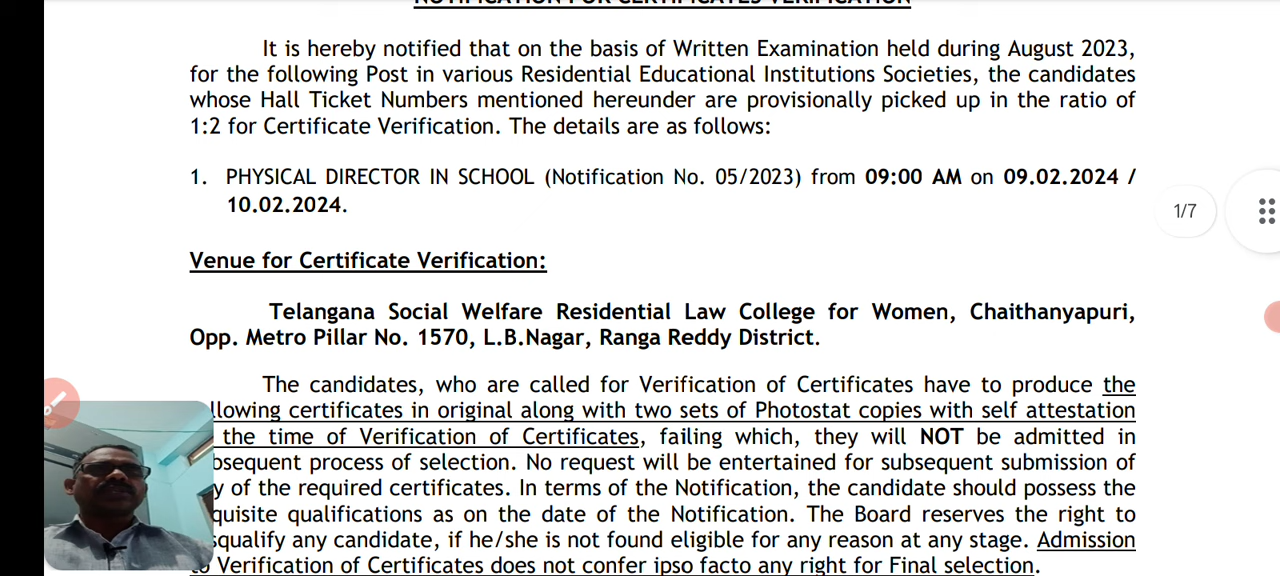 NOTIFICATION FOR CERTIFICATES VERIFICATION
It is hereby notified that on the basis of Written Examination held during August 2023,
for the following Post in various Residential Educational Institutions Societies, the candidates
whose Hall Ticket Numbers mentioned hereunder are provisionally picked up in the ratio of
1:2 for Certificate Verification. The details are as follows:
1. PHYSICAL DIRECTOR IN SCHOOL (Notification No. 05/2023) from 09:00 AM on 09.02.2024 /
10.02.2024.
1/7
Venue for Certificate Verification:
Telangana Social Welfare Residential Law College for Women, Chaithanyapuri,
Opp. Metro Pillar No. 1570, L.B.Nagar, Ranga Reddy District.
The candidates, who are called for Verification of Certificates have to produce the
llowing certificates in original along with two sets of Photostat copies with self attestation
the time of Verification of Certificates, failing which, they will NOT be admitted in
bsequent process of selection. No request will be entertained for subsequent submission of
y of the required certificates. In terms of the Notification, the candidate should possess the
quisite qualifications as on the date of the Notification. The Board reserves the right to
squalify any candidate, if he/she is not found eligible for any reason at any stage. Admission
to Verification of Certificates does not confer ipso facto any right for Final selection.